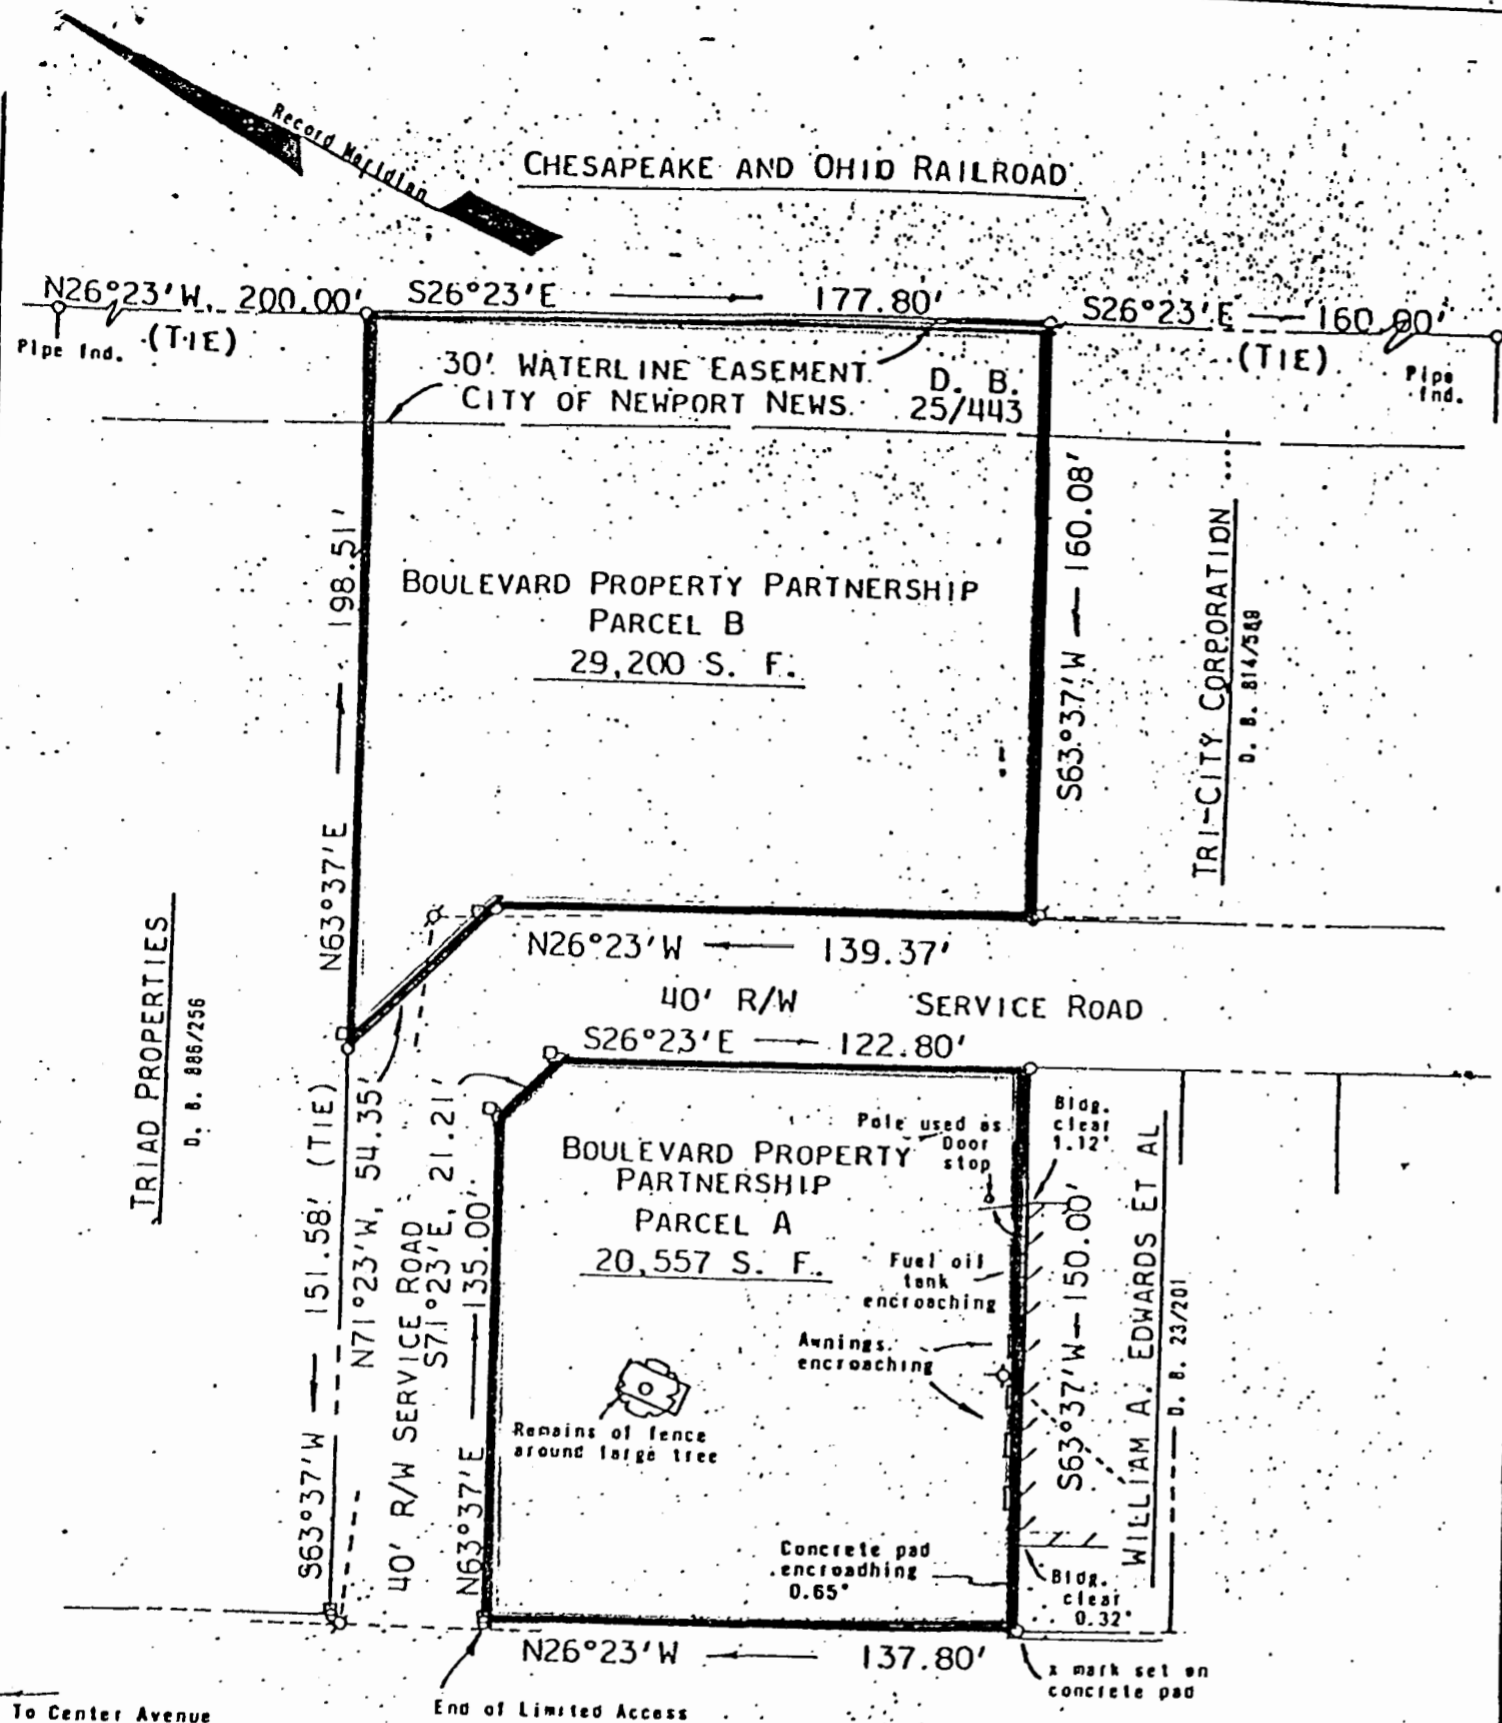 Record Meridian
CHESAPEAKE AND OHIO RAILROAD
N26°23'W, 200.00'
S26°23'E 177.80'
S26°23'E 160.00'
(TIE)
(TIE)
Pipe fnd.
Pipe
fnd.
30' WATERLINE EASEMENT
CITY OF NEWPORT NEWS.
D. B.
25/443
N63°37'E 198.51'
S63°37'W 160.08'
BOULEVARD PROPERTY PARTNERSHIP
PARCEL B
29,200 S. F.
TRI-CITY CORPORATION
D. B. 814/589
TRIAD PROPERTIES
D. B. 886/256
N26°23'W 139.37'
40' R/W SERVICE ROAD
S26°23'E 122.80'
S63°37'W 151.58' (TIE)
N71°23'W, 54.35'
40' R/W SERVICE ROAD
S71°23'E, 21.21'
N63°37'E 135.00'
BOULEVARD PROPERTY
PARTNERSHIP
PARCEL A
20,557 S. F.
Pole used as
Door
stop
Bldg.
clear
1.12'
Fuel oil
tank
encroaching
Awnings
encroaching
S63°37'W 150.00'
WILLIAM A. EDWARDS ET AL
D. B. 23/201
Remains of fence
around large tree
Concrete pad
encroadhing
0.65'
Bldg.
clear
0.32'
N26°23'W 137.80'
x mark set on
concrete pad
To Center Avenue
End of Limited Access